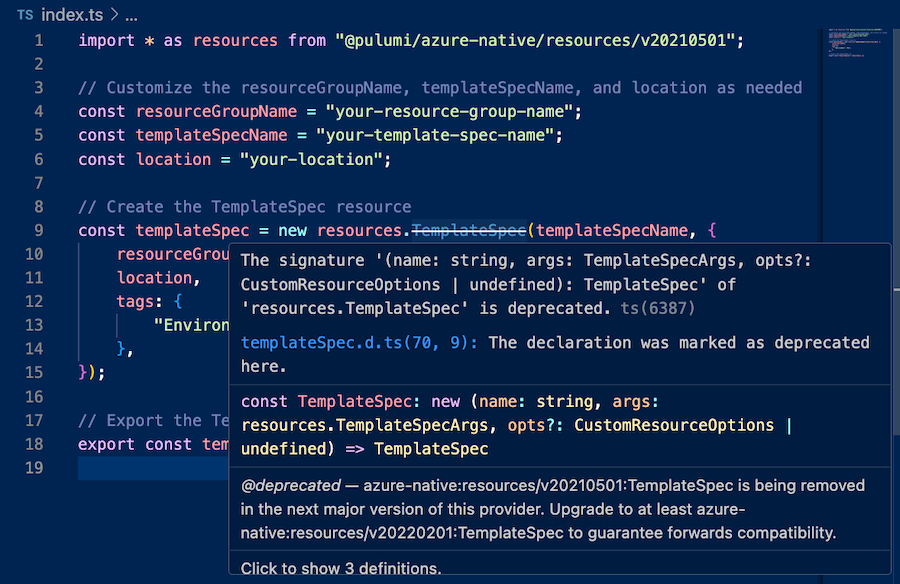 TS index.ts > ...
1 import * as resources from "@pulumi/azure-native/resources/v20210501";
2
3 // Customize the resourceGroupName, templateSpecName, and location as needed
4 const resourceGroupName = "your-resource-group-name";
5 const templateSpecName = "your-template-spec-name";
6 const location = "your-location";
7
8 // Create the TemplateSpec resource
9 const templateSpec = new resources.TemplateSpec(templateSpecName, {
10 resourceGrou
11 location,
12 tags: {
13 "Environ
14 },
15 });
16
17 // Export the Te
18 export const tem
19
The signature '(name: string, args: TemplateSpecArgs, opts?:
CustomResourceOptions | undefined): TemplateSpec' of
'resources.TemplateSpec' is deprecated. ts(6387)
templateSpec.d.ts(70, 9): The declaration was marked as deprecated
here.
const TemplateSpec: new (name: string, args:
resources.TemplateSpecArgs, opts?: CustomResourceOptions |
undefined) => TemplateSpec
@deprecated — azure-native:resources/v20210501:TemplateSpec is being removed
in the next major version of this provider. Upgrade to at least azure-
native:resources/v20220201:TemplateSpec to guarantee forwards compatibility.
Click to show 3 definitions.